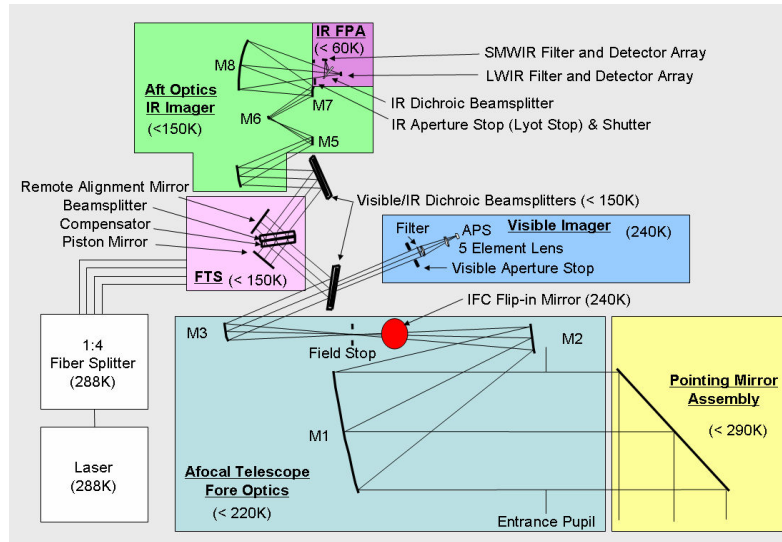 IR FPA
(< 60K)
SMWIR Filter and Detector Array
LWIR Filter and Detector Array
IR Dichroic Beamsplitter
IR Aperture Stop (Lyot Stop) & Shutter
M8
M7
M6
M5
Aft Optics
IR Imager
(<150K)
Remote Alignment Mirror
Beamsplitter
Compensator
Piston Mirror
FTS (< 150K)
Visible/IR Dichroic Beamsplitters (< 150K)
Filter
APS
Visible Imager
(240K)
5 Element Lens
Visible Aperture Stop
IFC Flip-in Mirror (240K)
M3
Field Stop
M2
M1
Afocal Telescope
Fore Optics
(< 220K)
Entrance Pupil
Pointing Mirror
Assembly
(< 290K)
1:4
Fiber Splitter
(288K)
Laser
(288K)